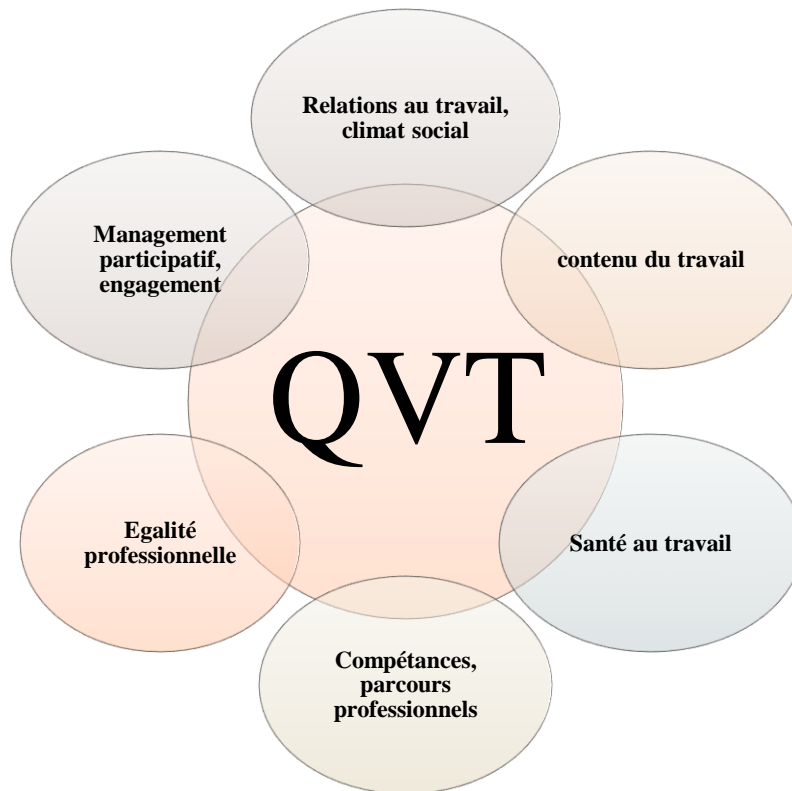 Relations au travail,
climat social
Management
participatif,
engagement
contenu du travail
QVT
Egalité
professionnelle
Santé au travail
Compétances,
parcours
professionnels